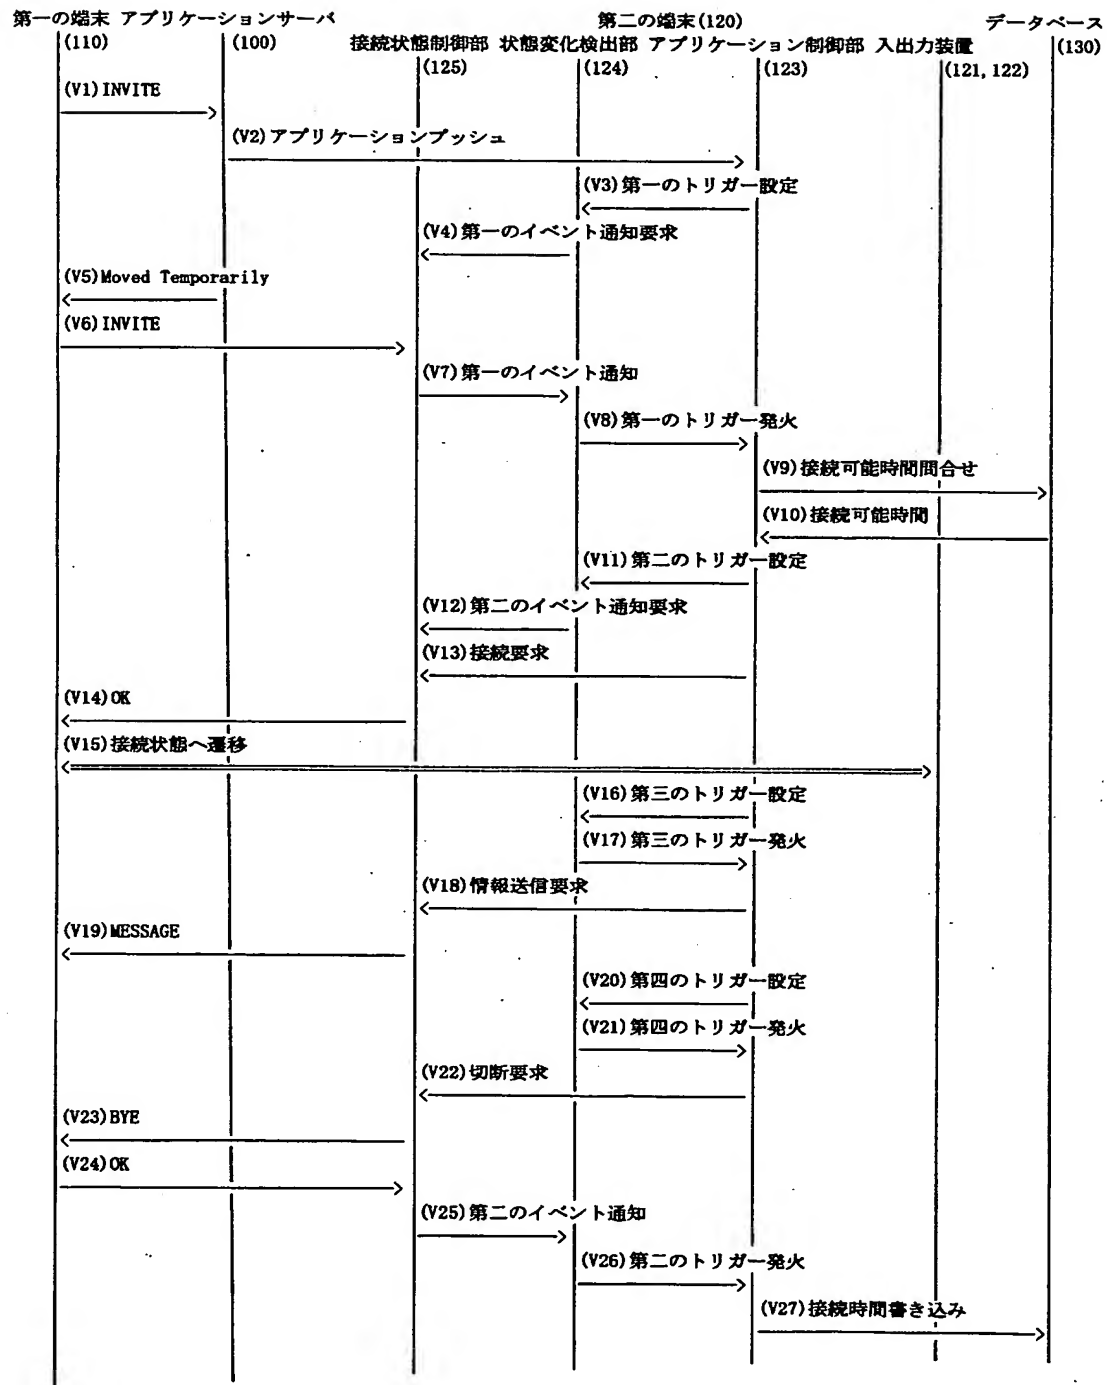 第一の端末 アプリケーションサーバ 第二の端末(120) データベース
(110) (100) 接続状態制御部 状態変化検出部 アプリケーション制御部 入出力装置 (130)
(125) (124) (123) (121,122)
(V1)INVITE
(V2)アプリケーションプッシュ
(V3)第一のトリガー設定
(V4)第一のイベント通知要求
(V5)Moved Temporarily
(V6)INVITE
(V7)第一のイベント通知
(V8)第一のトリガー発火
(V9)接続可能時間問合せ
(V10)接続可能時間
(V11)第二のトリガー設定
(V12)第二のイベント通知要求
(V13)接続要求
(V14)OK
(V15)接続状態へ遷移
(V16)第三のトリガー設定
(V17)第三のトリガー発火
(V18)情報送信要求
(V19)MESSAGE
(V20)第四のトリガー設定
(V21)第四のトリガー発火
(V22)切断要求
(V23)BYE
(V24)OK
(V25)第二のイベント通知
(V26)第二のトリガー発火
(V27)接続時間書き込み